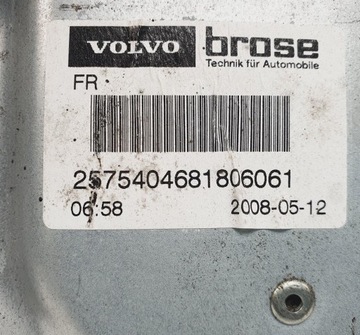 VOLVO brose
Technik für Automobile
FR
2575404681806061
06:58 2008-05-12